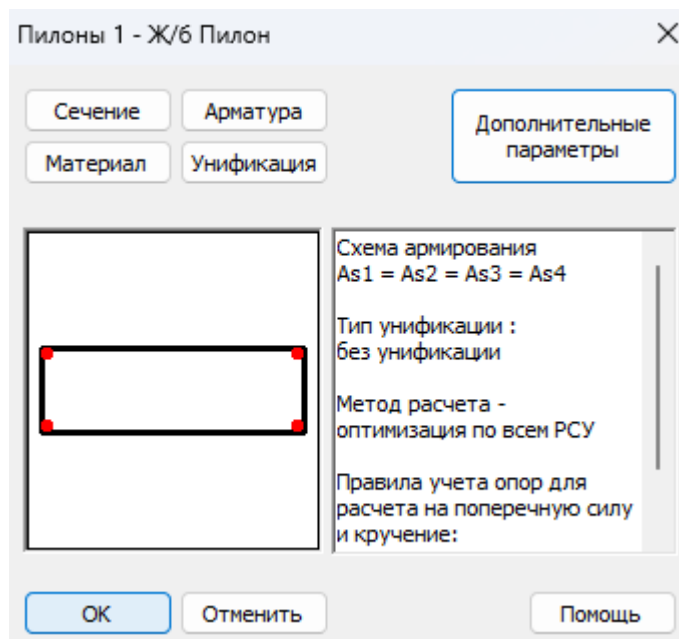 Пилоны 1 - Ж/б Пилон
Сечение
Арматура
Дополнительные
параметры
Материал
Унификация
Схема армирования
As1 = As2 = As3 = As4
Тип унификации :
без унификации
Метод расчета -
оптимизация по всем РСУ
Правила учета опор для
расчета на поперечную силу
и кручение:
OK
Отменить
Помощь